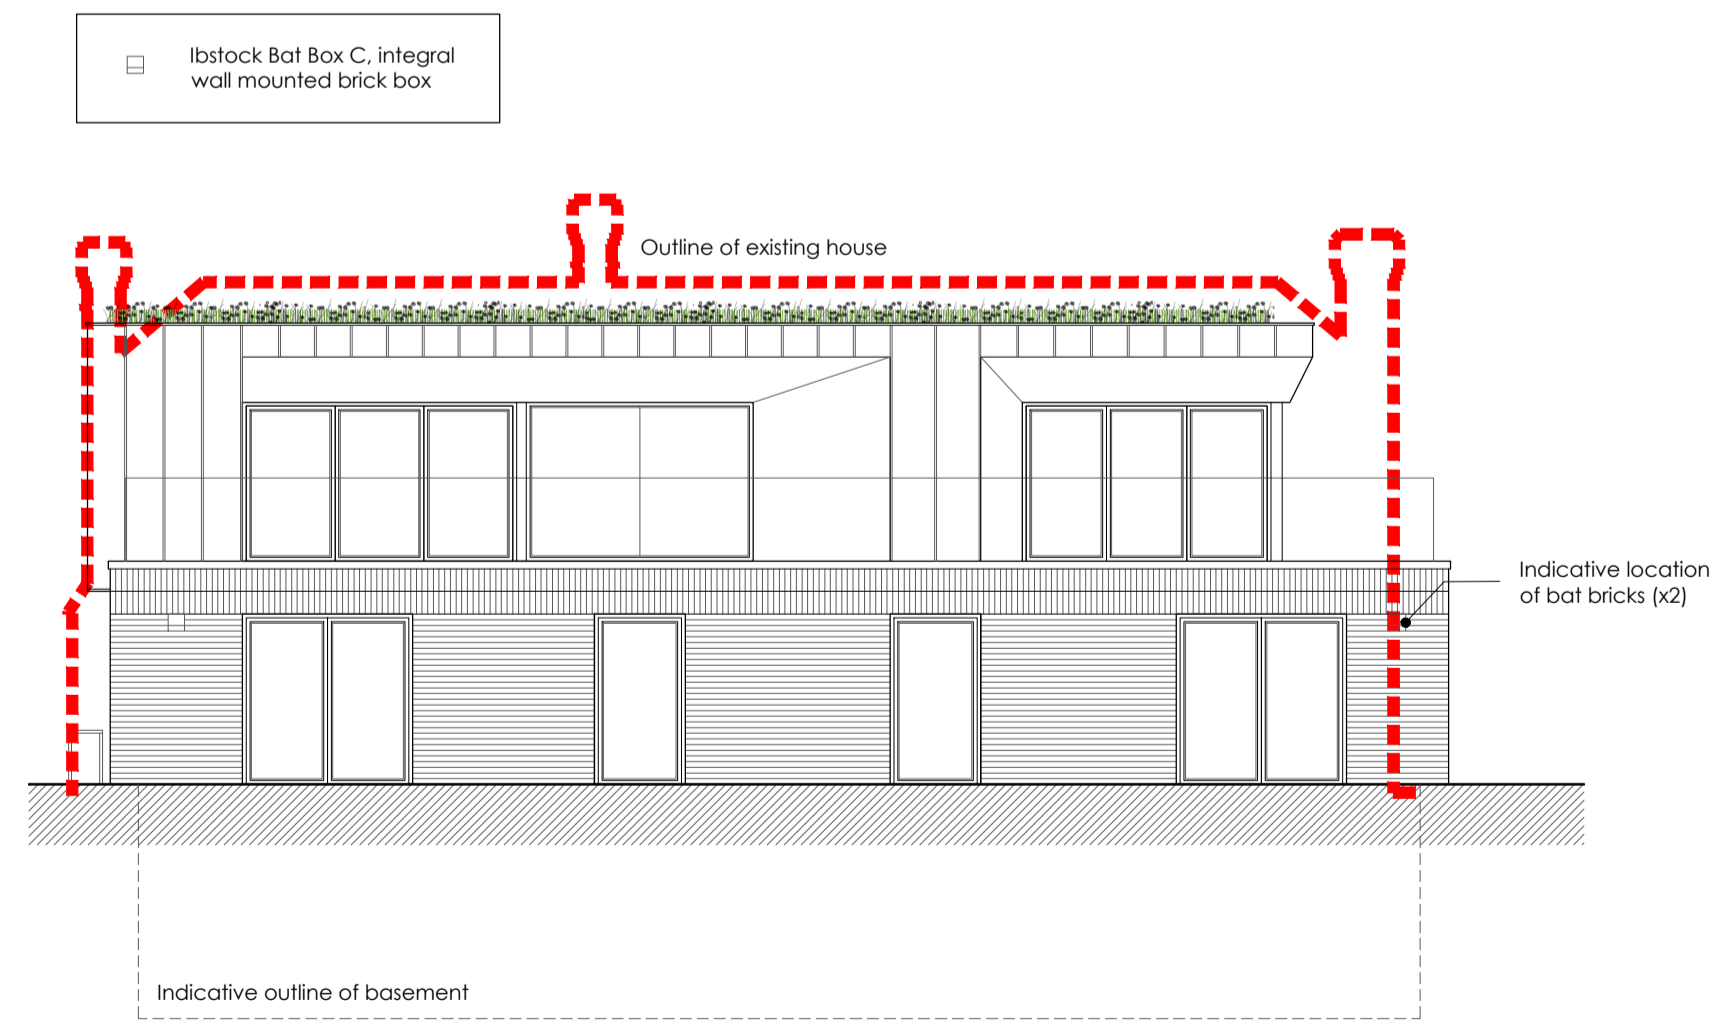 Ibstock Bat Box C, integral
wall mounted brick box
Outline of existing house
Indicative location
of bat bricks (x2)
Indicative outline of basement